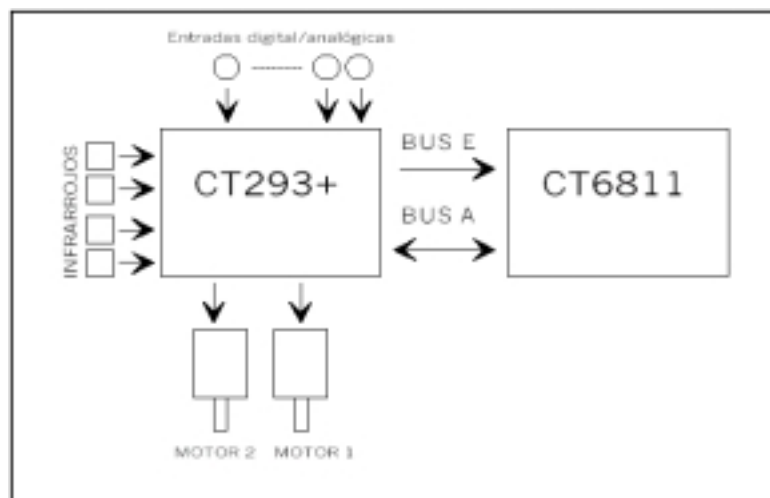 Entradas digital/analógicas
INFRARROJOS
CT293+
BUS E
BUS A
CT6811
MOTOR 2
MOTOR 1